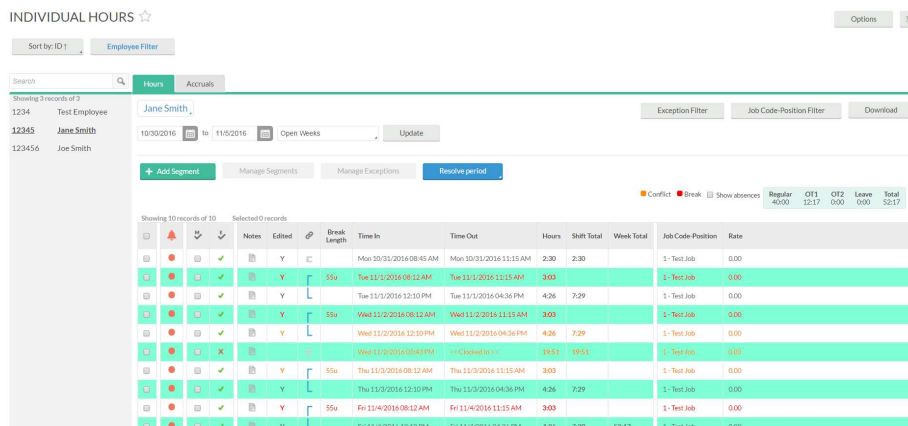 INDIVIDUAL HOURS
Options
Sort by: ID ↑ Employee Filter
Search
Hours Accruals
Showing 3 records of 3
1234 Test Employee
12345 Jane Smith
123456 Joe Smith
Jane Smith
Exception Filter Job Code-Position Filter Download
10/30/2016 to 11/5/2016 Open Weeks Update
+ Add Segment Manage Segments Manage Exceptions Resolve period
Conflict Break Show absences
Regular OT1 OT2 Leave Total
40:00 12:17 0:00 0:00 52:17
Showing 10 records of 10 Selected 0 records
M E Notes Edited Break Length Time In Time Out Hours Shift Total Week Total Job Code-Position Rate
Y Mon 10/31/2016 08:45 AM Mon 10/31/2016 11:15 AM 2:30 2:30 1 - Test Job 0.00
Y 55u Tue 11/1/2016 08:12 AM Tue 11/1/2016 11:15 AM 3:03 1 - Test Job 0.00
Y Tue 11/1/2016 12:10 PM Tue 11/1/2016 04:36 PM 4:26 7:29 1 - Test Job 0.00
Y 55u Wed 11/2/2016 08:12 AM Wed 11/2/2016 11:15 AM 3:03 1 - Test Job 0.00
Y Wed 11/2/2016 12:10 PM Wed 11/2/2016 04:36 PM 4:26 7:29 1 - Test Job 0.00
Wed 11/2/2016 08:43 PM << Clocked In >> 19:51 19:51 1 - Test Job 0.00
Y 55u Thu 11/3/2016 08:12 AM Thu 11/3/2016 11:15 AM 3:03 1 - Test Job 0.00
Y Thu 11/3/2016 12:10 PM Thu 11/3/2016 04:36 PM 4:26 7:29 1 - Test Job 0.00
Y 55u Fri 11/4/2016 08:12 AM Fri 11/4/2016 11:15 AM 3:03 1 - Test Job 0.00